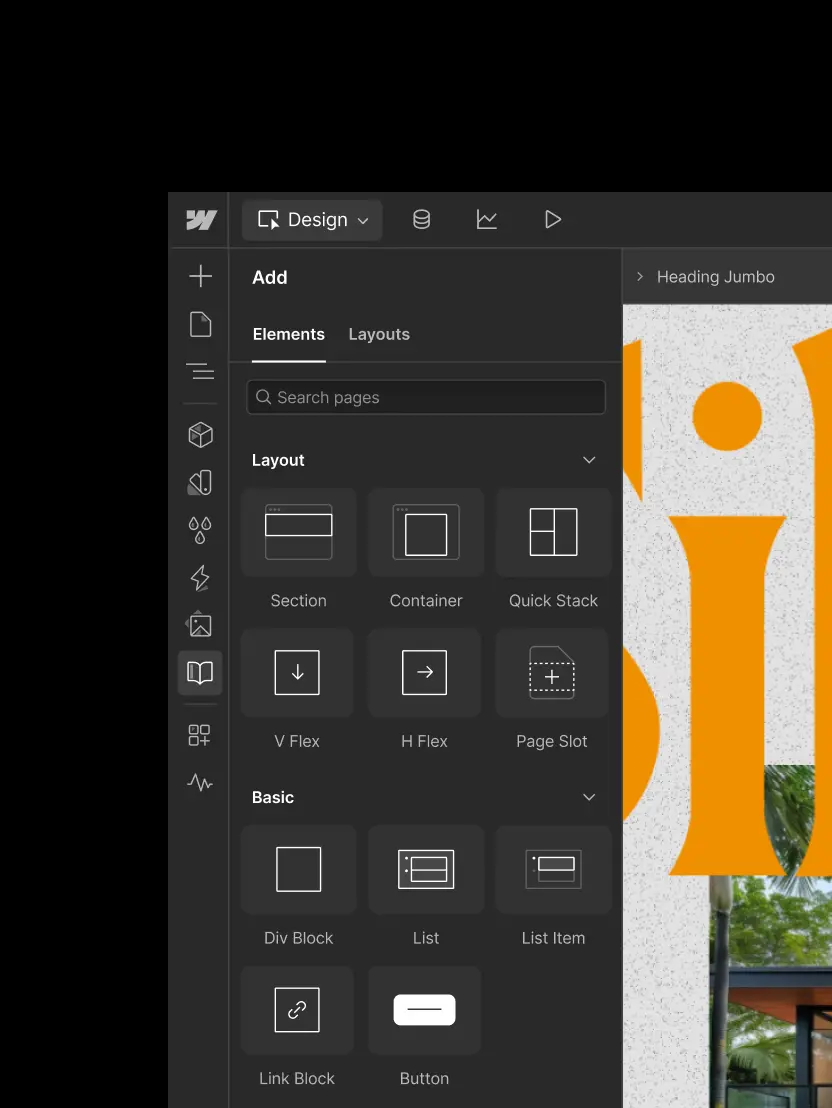 Design
Add
Heading Jumbo
Elements Layouts
Search pages
Layout
Section Container Quick Stack
V Flex H Flex Page Slot
Basic
Div Block List List Item
Link Block Button